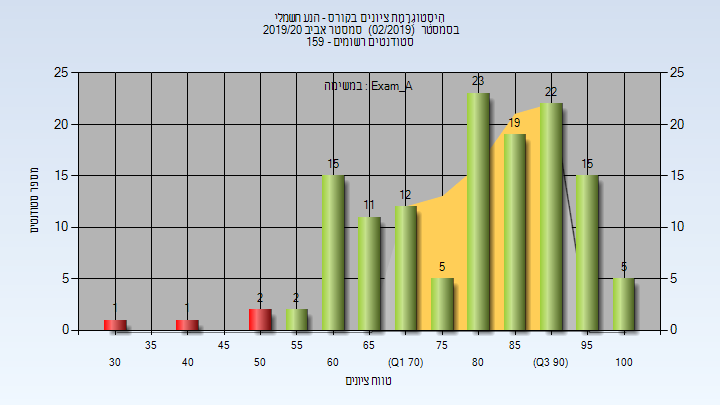 היסטוגרמת ציונים בקורס - הנע חשמלי
בסמסטר (02/2019) סמסטר אביב 2019/20
סטודנטים רשומים - 159
במשימה : Exam_A
מספר סטודנטים
25 25
20 20
15 15
10 10
5 5
0 0
1 1 2 2 15 11 12 5 23 19 22 15 5
35 45 55 65 75 85 95
30 40 50 60 (Q1 70) 80 (Q3 90) 100
טווח ציונים